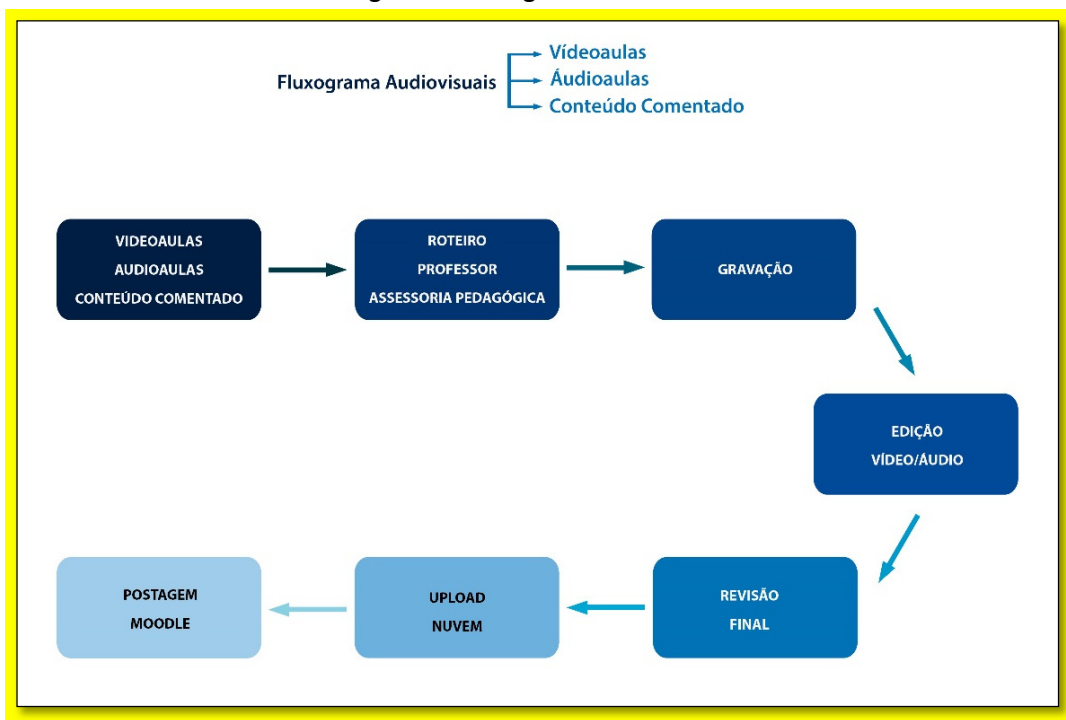 Fluxograma Audiovisuais
Vídeoaulas
Áudioaulas
Conteúdo Comentado
VIDEOAULAS
AUDIOAULAS
CONTEÚDO COMENTADO
ROTEIRO
PROFESSOR
ASSESSORIA PEDAGÓGICA
GRAVAÇÃO
EDIÇÃO
VÍDEO/ÁUDIO
REVISÃO
FINAL
UPLOAD
NUVEM
POSTAGEM
MOODLE